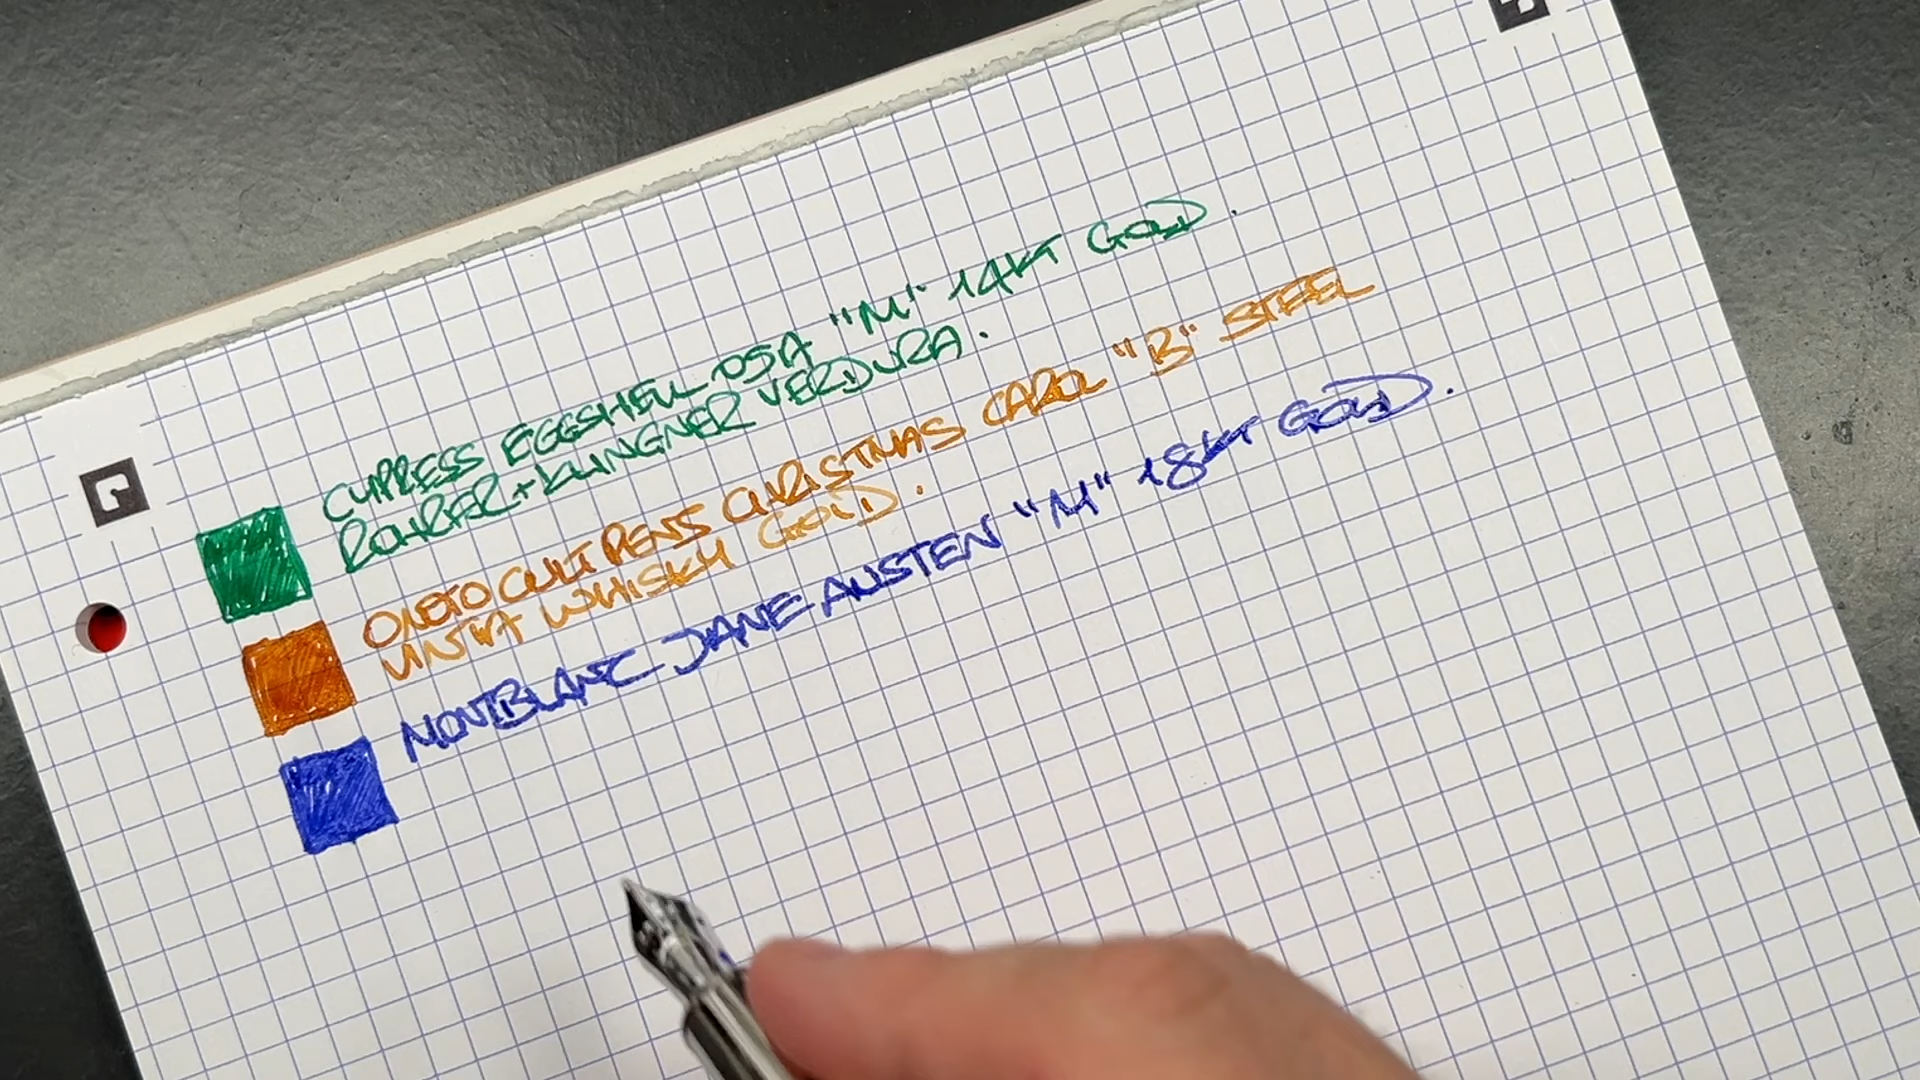 CYPRESS EGGSHELL OSA "M" 14KT GOLD.
ROHRER + KLINGNER VERDURA.
CULT PENS CHRISTMAS CAROL "B" STEEL
VINTA WHISKY GOLD.
MONTBLANC JANE AUSTEN "M" 18KT GOLD.